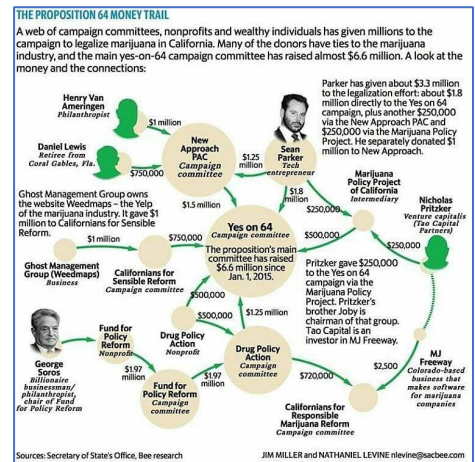 THE PROPOSITION 64 MONEY TRAIL
A web of campaign committees, nonprofits and wealthy individuals has given millions to the
campaign to legalize marijuana in California. Many of the donors have ties to the marijuana
industry, and the main yes-on-64 campaign committee has raised almost $6.6 million. A look at the
money and the connections:
Parker has given about $3.3 million
to the legalization effort: about $1.8
million directly to the Yes on 64
campaign, plus another $250,000
via the New Approach PAC and
$250,000 via the Marijuana Policy
Project. He separately donated $1
million to New Approach.
Henry Van
Ameringen
Philanthropist
$1 million
Daniel Lewis
Retiree from
Coral Gables, Fla.
$750,000
New
Approach
PAC
Campaign
committee
$1.25
million
Sean
Parker
Tech
entrepreneur
$1.8
million
$250,000
Marijuana
Policy Project
of California
Intermediary
Nicholas
Pritzker
Venture capitalis
(Tao Capital
Partners)
$250,000
$500,000
Ghost Management Group owns
the website Weedmaps – the Yelp
of the marijuana industry. It gave $1
million to Californians for Sensible
Reform.
$1.5 million
$1 million
$750,000
Ghost Management
Group (Weedmaps)
Business
Californians for
Sensible Reform
Campaign committee
Yes on 64
Campaign committee
The proposition's main
committee has raised
$6.6 million since
Jan. 1, 2015.
Pritzker gave $250,000
to the Yes on 64
campaign via the
Marijuana Policy
Project. Pritzker's
brother Joby is
chairman of that group.
Tao Capital is an
investor in MJ Freeway.
$500,000
$500,000
$1.25 million
George
Soros
Billionaire
businessman/
philanthropist,
chair of Fund
for Policy Reform
Fund for
Policy
Reform
Nonprofit
$1.97
million
Fund for
Policy Reform
Campaign
committee
$1.97
million
Drug Policy
Action
Nonprofit
Drug Policy
Action
Campaign
committee
$720,000
$2,500
MJ
Freeway
Colorado-based
business that
makes software
for marijuana
companies
Californians for
Responsible
Marijuana Reform
Campaign committee
Sources: Secretary of State's Office, Bee research
JIM MILLER and NATHANIEL LEVINE nlevine@sacbee.com